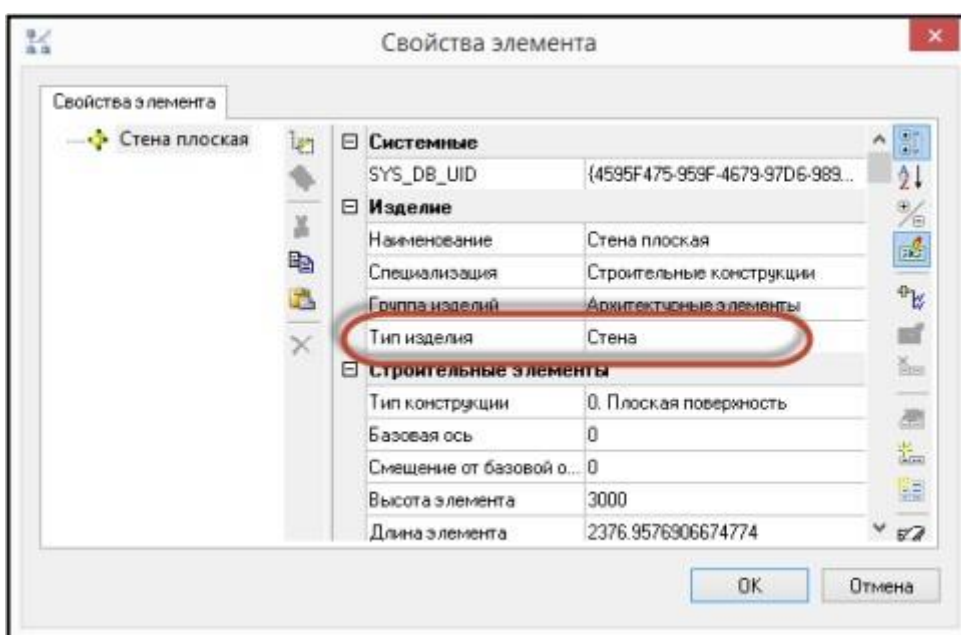 Свойства элемента
Свойства элемента
Стена плоская
Системные
SYS_DB_UID {4595F475-959F-4679-97D6-989...
Изделие
Наименование Стена плоская
Специализация Строительные конструкции
Группа изделий Архитектурные элементы
Тип изделия Стена
Строительные элементы
Тип конструкции 0. Плоская поверхность
Базовая ось 0
Смещение от базовой о... 0
Высота элемента 3000
Длина элемента 2376.9576906674774
OK Отмена